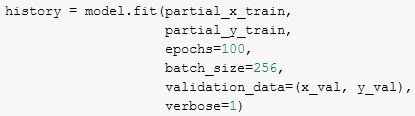 history = model.fit(partial_x_train,
                    partial_y_train,
                    epochs=100,
                    batch_size=256,
                    validation_data=(x_val, y_val),
                    verbose=1)